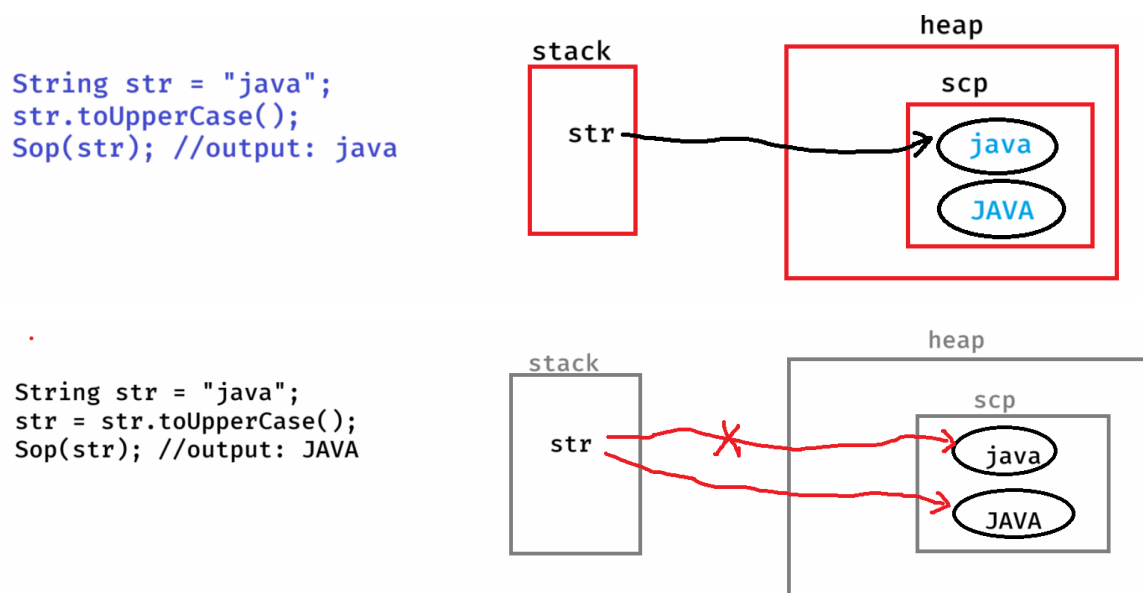 heap
stack
scp
String str = "java";
str.toUpperCase();
Sop(str); //output: java
str
java
JAVA
heap
stack
scp
String str = "java";
str = str.toUpperCase();
Sop(str); //output: JAVA
str
java
JAVA